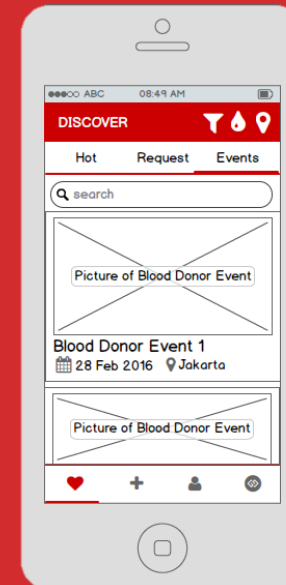 ABC 08:49 AM
DISCOVER
Hot Request Events
search
Picture of Blood Donor Event
Blood Donor Event 1
28 Feb 2016 Jakarta
Picture of Blood Donor Event